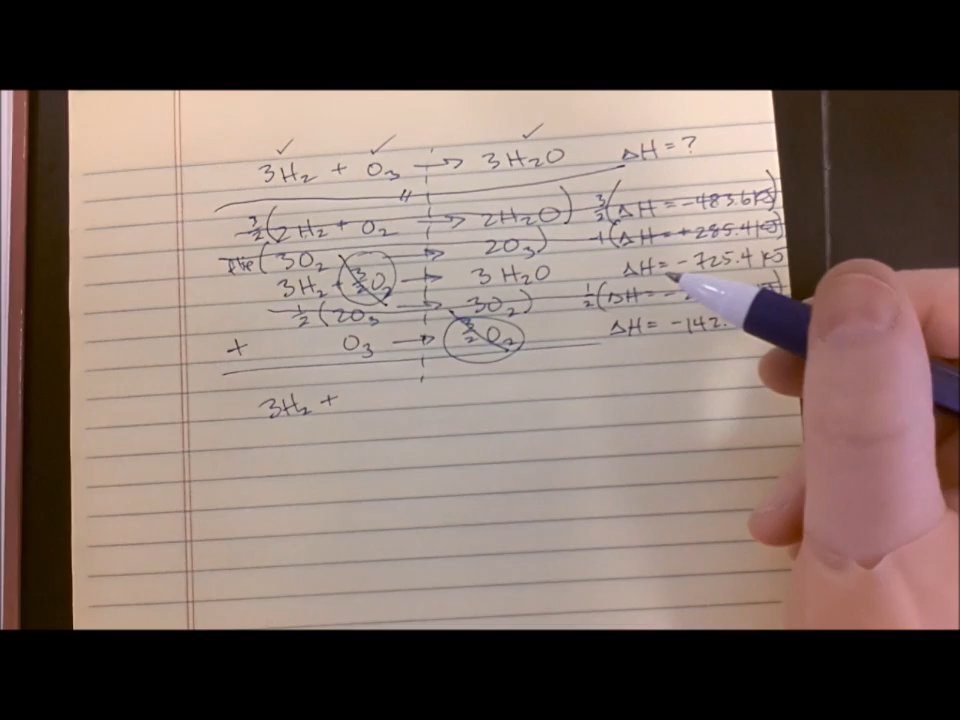 3H₂ + O₃ → 3H₂O ΔH = ?
3/2(2H₂ + O₂ → 2H₂O) 3/2(ΔH = -483.6 kJ)
(3O₂ → 2O₃) -1(ΔH = +285.4 kJ)
3H₂ + 3/2 O₂ → 3H₂O ΔH = -725.4 kJ
1/2(2O₃ → 3O₂) 1/2(ΔH = -
+ O₃ → 3/2 O₂ ΔH = -142.
3H₂ +